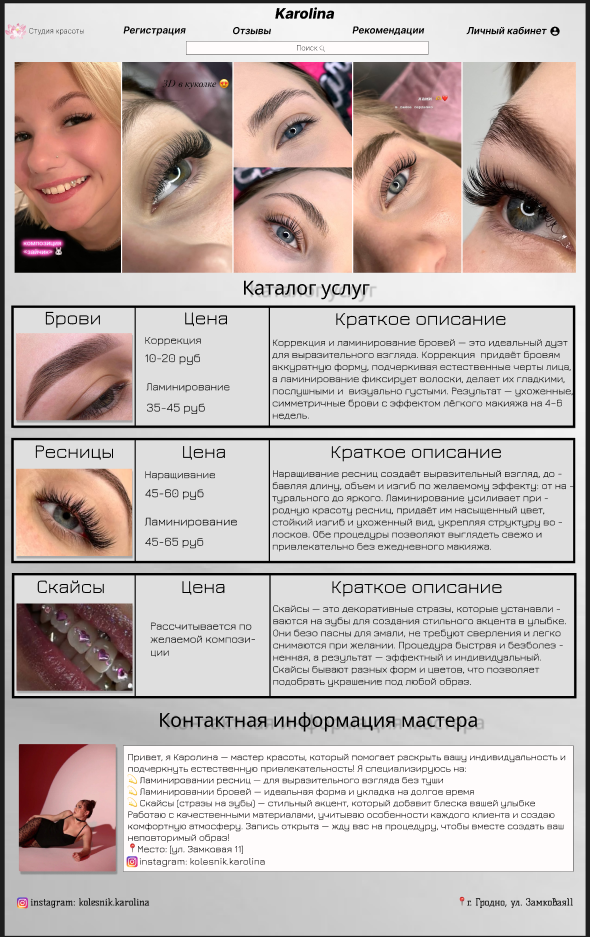 Karolina
Студия красоты
Регистрация
Отзывы
Рекомендации
Личный кабинет
Поиск
3D и куколке
композиция
«зайчик»
Каталог услуг
Брови
Цена
Краткое описание
Коррекция
10-20 руб
Ламинирование
35-45 руб
Коррекция и ламинирование бровей — это идеальный дуэт
для выразительного взгляда. Коррекция придаёт бровям
аккуратную форму, подчеркивая естественные черты лица,
а ламинирование фиксирует волоски, делает их гладкими,
послушными и визуально густыми. Результат — ухоженные,
симметричные брови с эффектом лёгкого макияжа на 4-6
недель.
Ресницы
Цена
Краткое описание
Наращивание
45-60 руб
Ламинирование
45-65 руб
Наращивание ресниц создаёт выразительный взгляд, до -
бавляя длину, объем и изгиб по желаемому эффекту: от на -
турального до яркого. Ламинирование усиливает при -
родную красоту ресниц, придаёт им насыщенный цвет,
стойкий изгиб и ухоженный вид, укрепляя структуру во -
лосков. Обе процедуры позволяют выглядеть свежо и
привлекательно без ежедневного макияжа.
Скайсы
Цена
Краткое описание
Рассчитывается по
желаемой компози-
ции
Скайсы — это декоративные стразы, которые устанавли -
ваются на зубы для создания стильного акцента в улыбке.
Они безо пасны для эмали, не требуют сверления и легко
снимаются при желании. Процедура быстрая и безболез -
ненная, а результат — эффектный и индивидуальный.
Скайсы бывают разных форм и цветов, что позволяет
подобрать украшение под любой образ.
Контактная информация мастера
Привет, я Каролина — мастер красоты, который помогает раскрыть вашу индивидуальность и
подчеркнуть естественную привлекательность! Я специализируюсь на:
💫Ламинировании ресниц — для выразительного взгляда без туши
💫Ламинировании бровей — идеальная форма и укладка на долгое время
💫Скайсы (стразы на зубы) — стильный акцент, который добавит блеска вашей улыбке
Работаю с качественными материалами, учитываю особенности каждого клиента и создаю
комфортную атмосферу. Запись открыта — жду вас на процедуру, чтобы вместе создать ваш
неповторимый образ!
📍Место: [ул. Замковая 11]
instagram: kolesnik.karolina
instagram: kolesnik.karolina
📍г. Гродно, ул. Замковая11